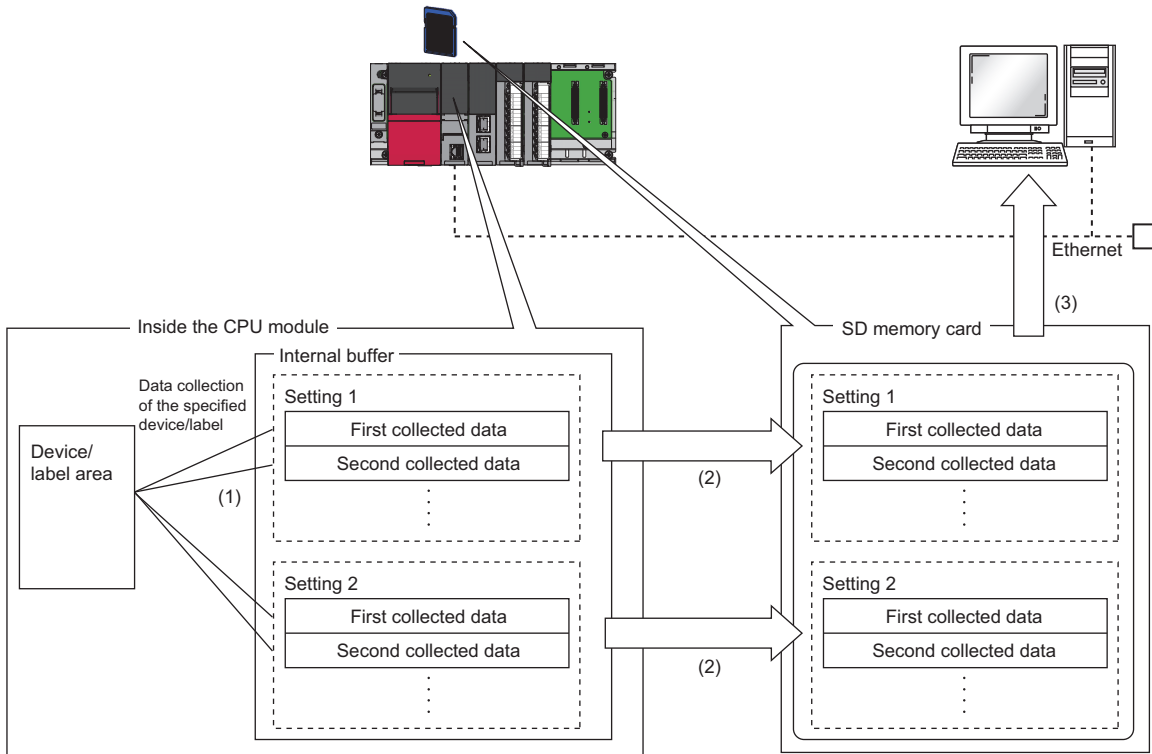 Ethernet
(3)
Inside the CPU module
SD memory card
Internal buffer
Data collection
of the specified
device/label
Device/
label area
(1)
Setting 1
First collected data
Second collected data
(2)
Setting 1
First collected data
Second collected data
Setting 2
First collected data
Second collected data
(2)
Setting 2
First collected data
Second collected data